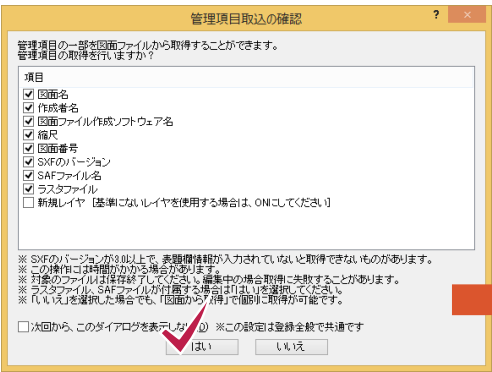 管理項目取込の確認
? ×
管理項目の一部を図面ファイルから取得することができます。
管理項目の取得を行いますか?
項目
図面名
作成者名
図面ファイル作成ソフトウェア名
縮尺
図面番号
SXFのバージョン
SAFファイル名
ラスタファイル
新規レイヤ [基準にないレイヤを使用する場合は、ONにしてください]
※ SXFのバージョンが3.0以上で、表題欄情報が入力されていないと取得できないものがあります。
※ この操作には時間がかかる場合があります。
※ 対象のファイルは保存終了してください。編集中の場合取得に失敗することがあります。
※ ラスタファイル、SAFファイルが付属する場合は「はい」を選択してください。
※ 「いいえ」を選択した場合でも、「図面から取得」で個別に取得が可能です。
次回から、このダイアログを表示しない(D) ※この設定は登録全般で共通です
はい
いいえ